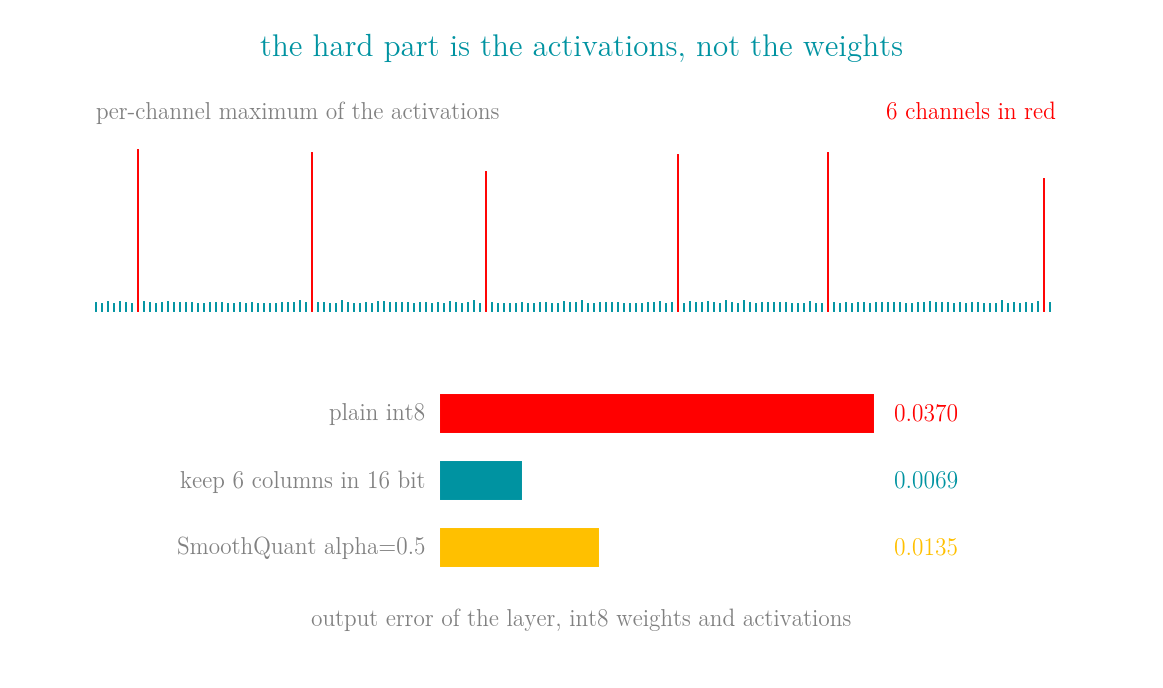 the hard part is the activations, not the weights
per-channel maximum of the activations
6 channels in red
plain int8
0.0370
keep 6 columns in 16 bit
0.0069
SmoothQuant alpha=0.5
0.0135
output error of the layer, int8 weights and activations